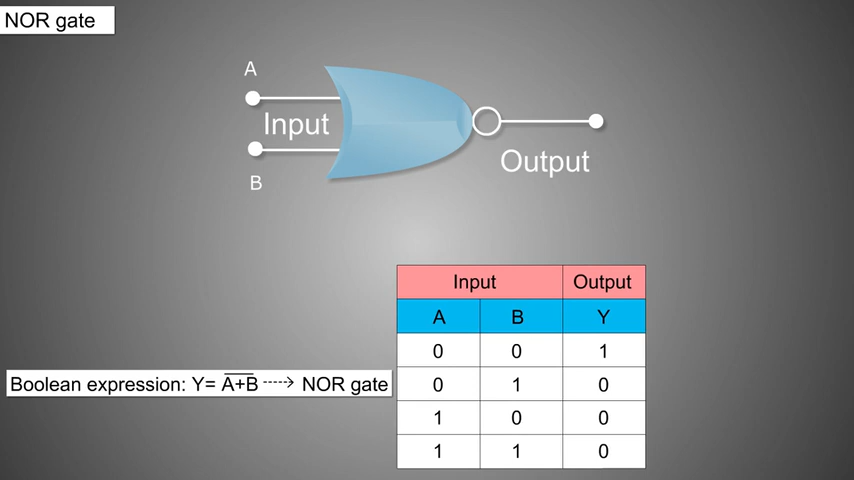 NOR gate
A
Input
B
Output
Input Output
A B Y
0 0 1
0 1 0
1 0 0
1 1 0
Boolean expression: Y= A̅+̅B̅ ----> NOR gate